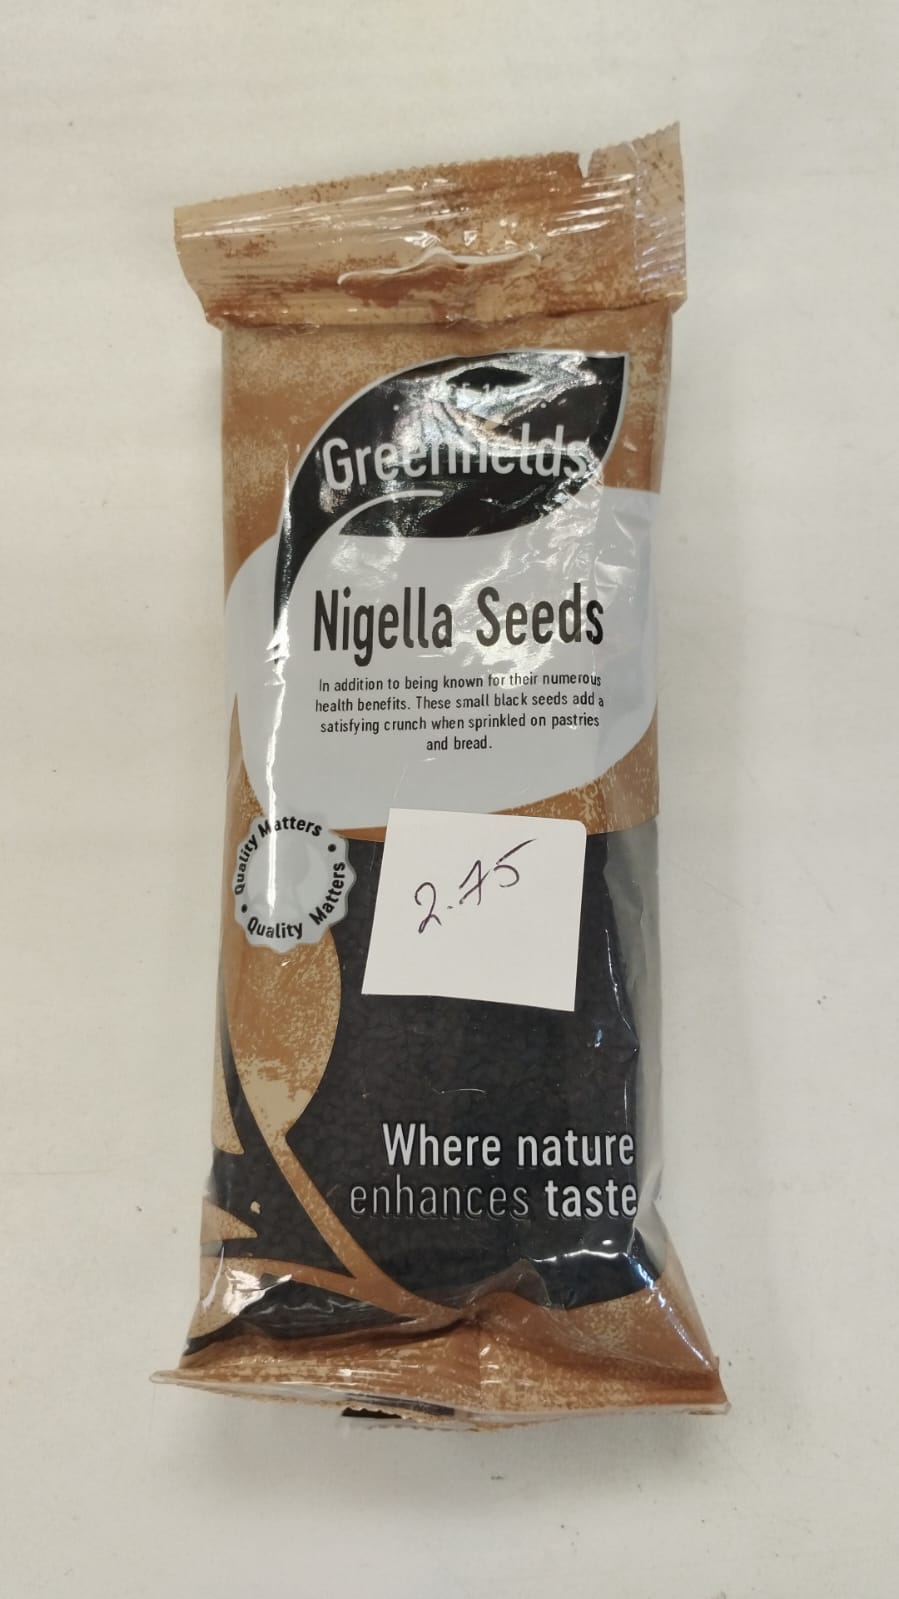 Greenfields
Nigella Seeds
In addition to being known for their numerous
health benefits. These small black seeds add a
satisfying crunch when sprinkled on pastries
and bread.
Quality Matters
Quality Matters
2.75
Where nature
enhances taste